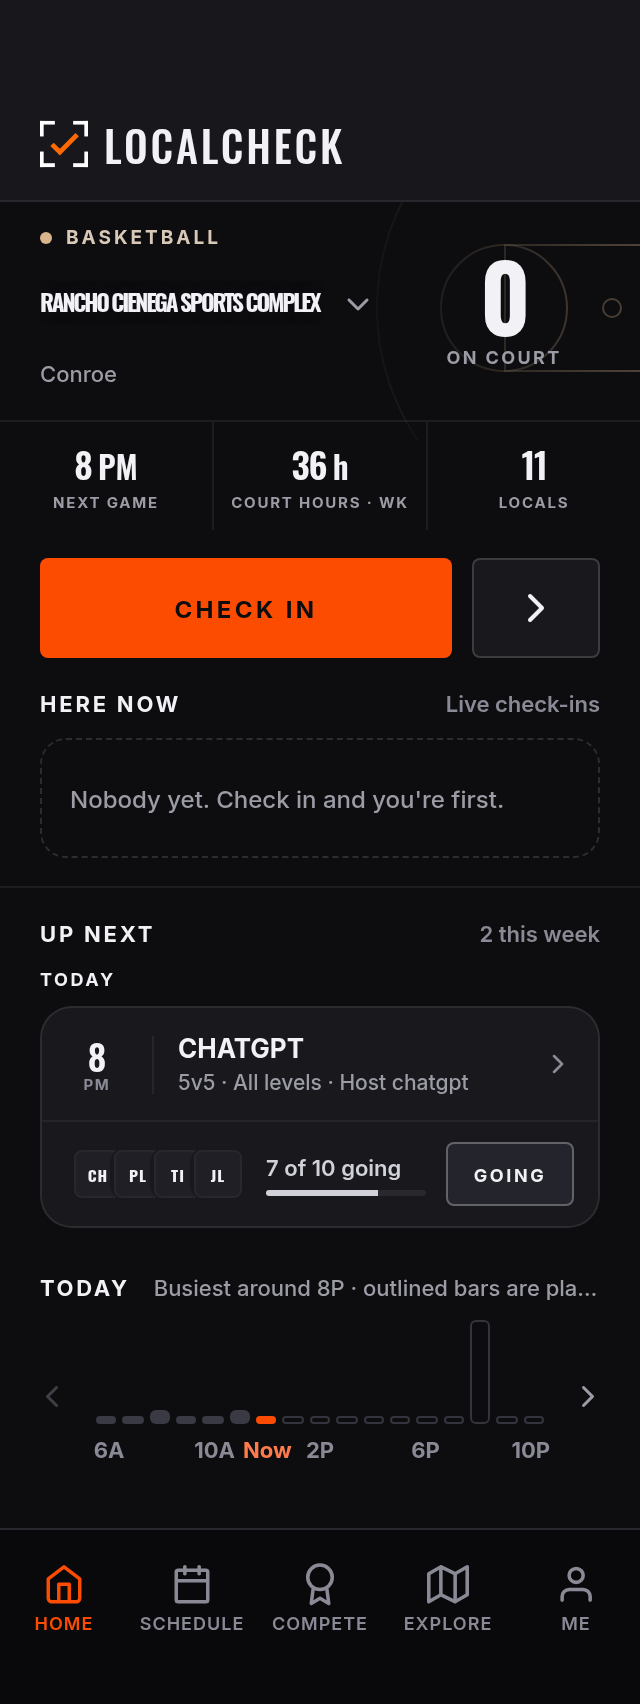 LOCALCHECK
BASKETBALL
RANCHO CIENEGA SPORTS COMPLEX
Conroe
0
ON COURT
8 PM
NEXT GAME
36 h
COURT HOURS · WK
11
LOCALS
CHECK IN
HERE NOW
Live check-ins
Nobody yet. Check in and you're first.
UP NEXT
2 this week
TODAY
8
PM
CHATGPT
5v5 · All levels · Host chatgpt
CH PL TI JL
7 of 10 going
GOING
TODAY
Busiest around 8P · outlined bars are pla...
6A 10A Now 2P 6P 10P
HOME SCHEDULE COMPETE EXPLORE ME